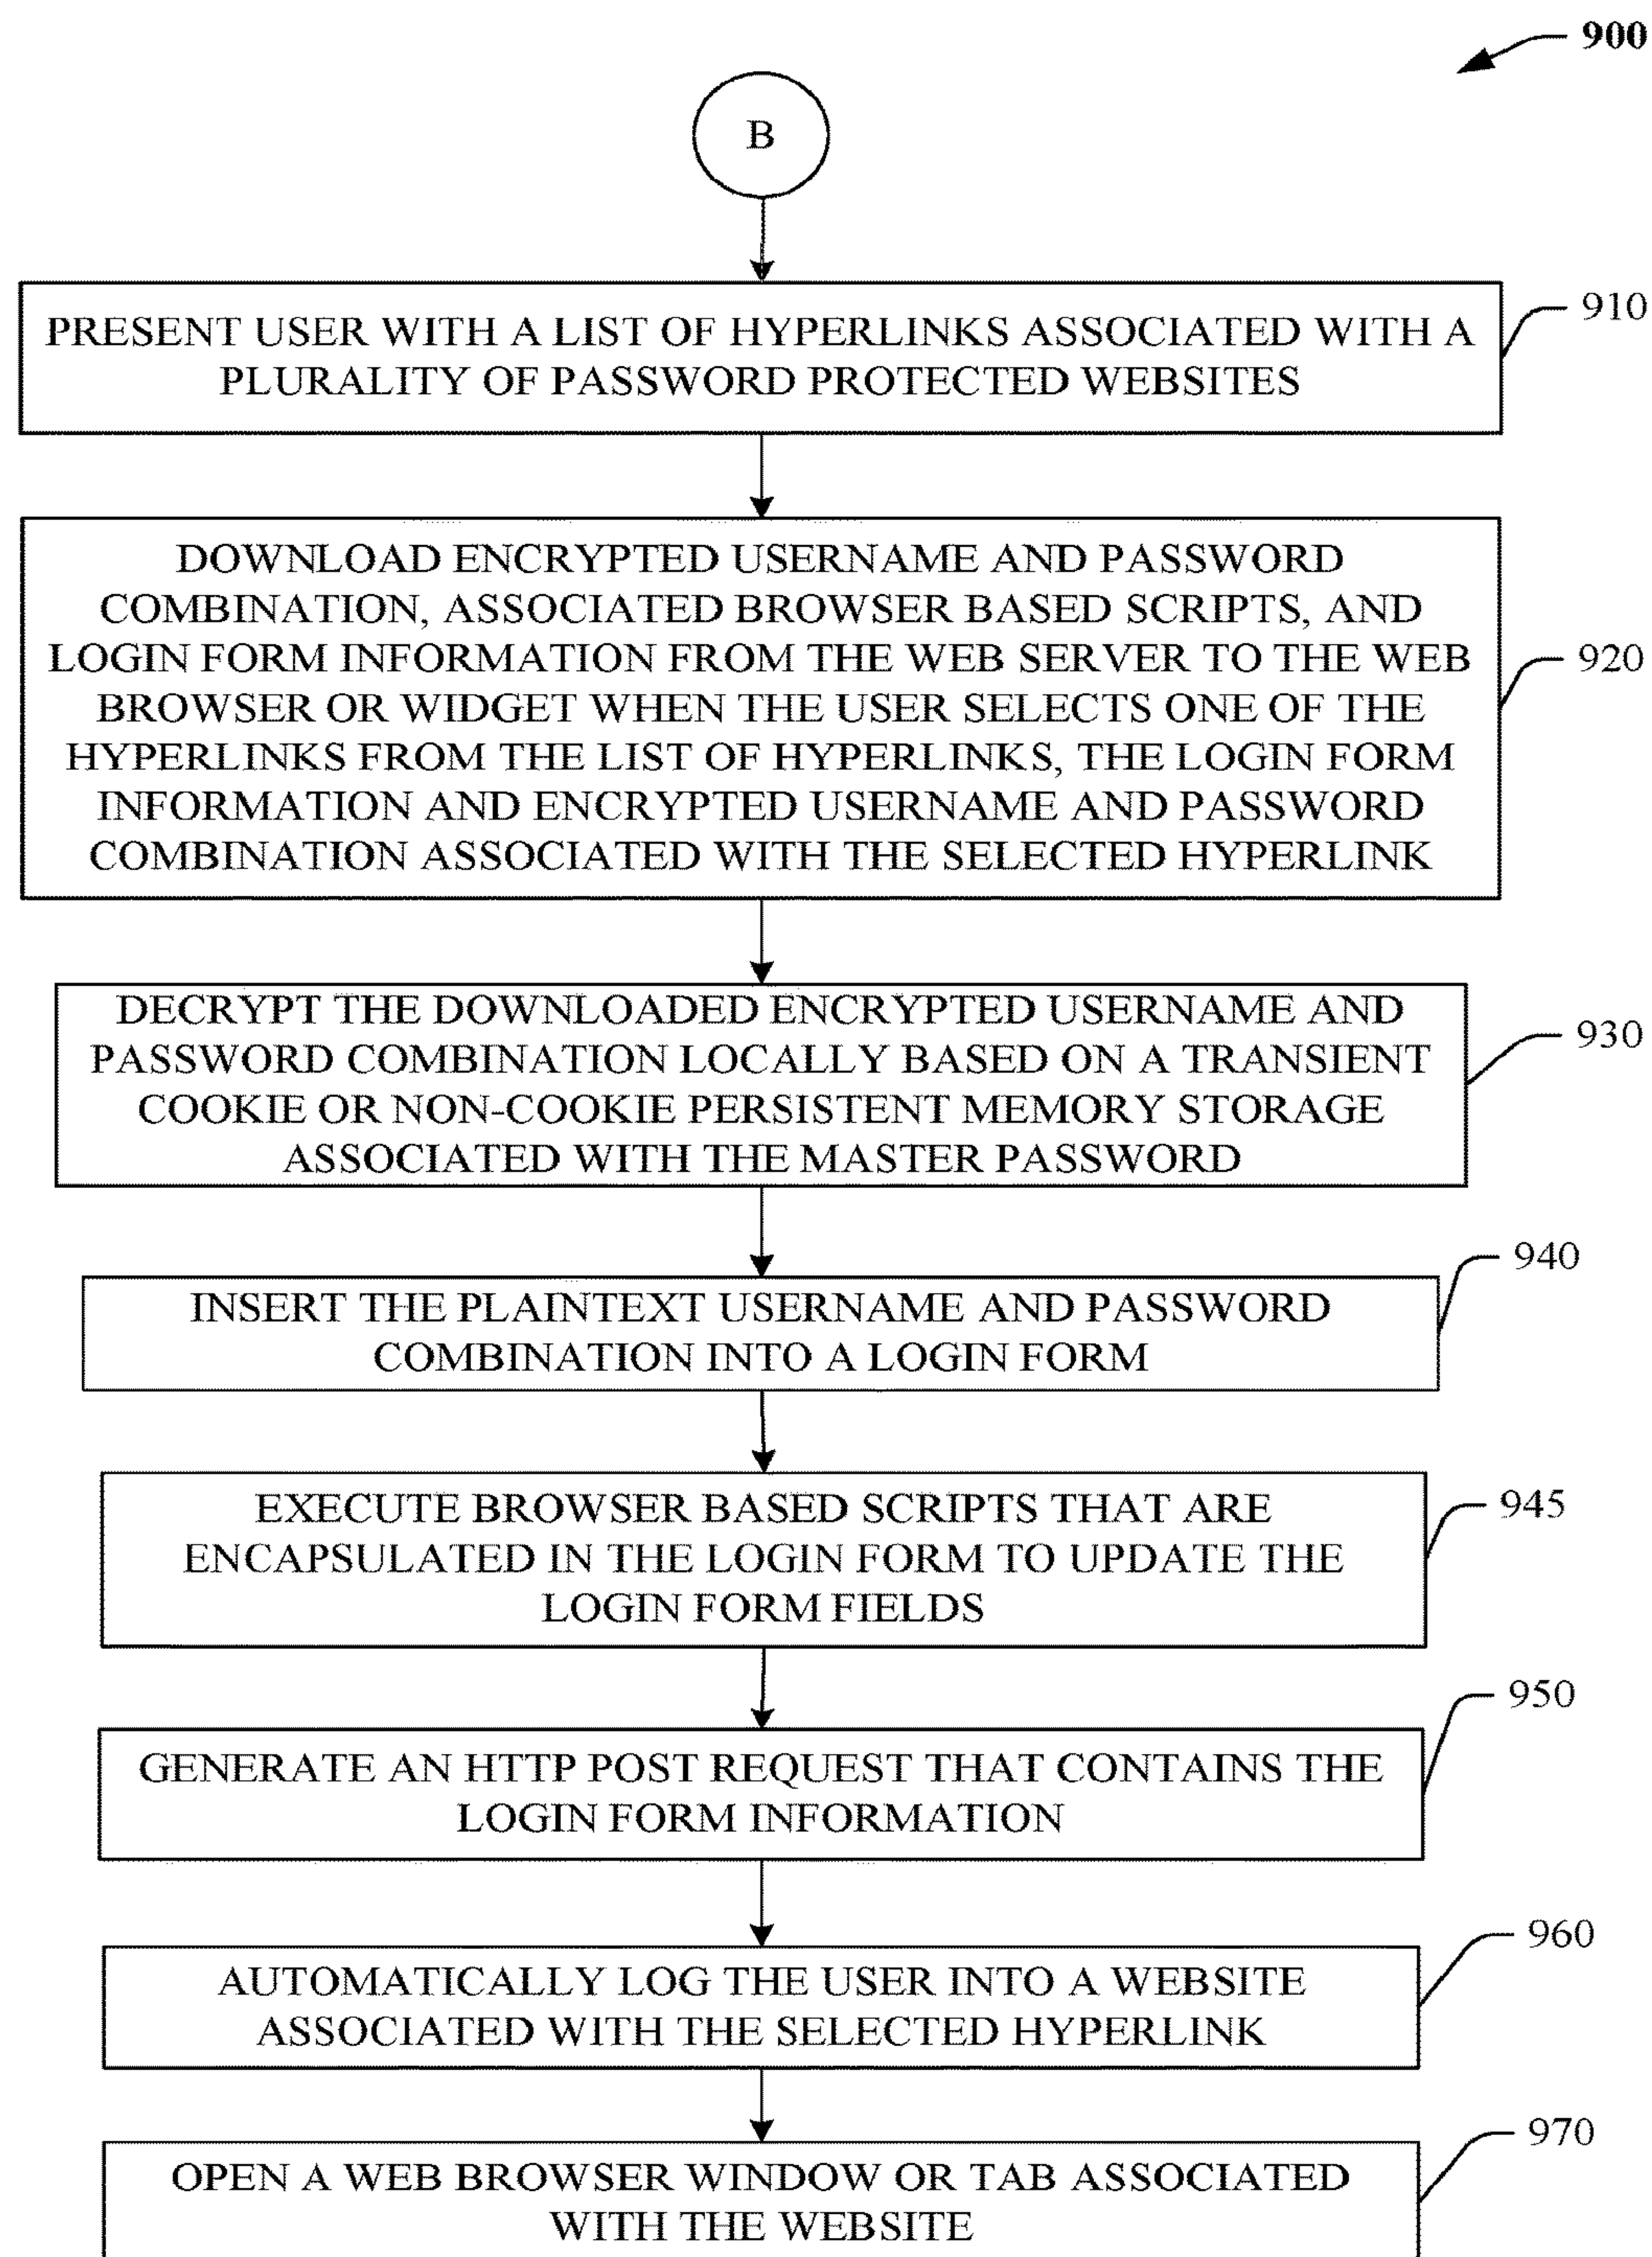 900
B
PRESENT USER WITH A LIST OF HYPERLINKS ASSOCIATED WITH A
PLURALITY OF PASSWORD PROTECTED WEBSITES
910
DOWNLOAD ENCRYPTED USERNAME AND PASSWORD
COMBINATION, ASSOCIATED BROWSER BASED SCRIPTS, AND
LOGIN FORM INFORMATION FROM THE WEB SERVER TO THE WEB
BROWSER OR WIDGET WHEN THE USER SELECTS ONE OF THE
HYPERLINKS FROM THE LIST OF HYPERLINKS, THE LOGIN FORM
INFORMATION AND ENCRYPTED USERNAME AND PASSWORD
COMBINATION ASSOCIATED WITH THE SELECTED HYPERLINK
920
DECRYPT THE DOWNLOADED ENCRYPTED USERNAME AND
PASSWORD COMBINATION LOCALLY BASED ON A TRANSIENT
COOKIE OR NON-COOKIE PERSISTENT MEMORY STORAGE
ASSOCIATED WITH THE MASTER PASSWORD
930
INSERT THE PLAINTEXT USERNAME AND PASSWORD
COMBINATION INTO A LOGIN FORM
940
EXECUTE BROWSER BASED SCRIPTS THAT ARE
ENCAPSULATED IN THE LOGIN FORM TO UPDATE THE
LOGIN FORM FIELDS
945
GENERATE AN HTTP POST REQUEST THAT CONTAINS THE
LOGIN FORM INFORMATION
950
AUTOMATICALLY LOG THE USER INTO A WEBSITE
ASSOCIATED WITH THE SELECTED HYPERLINK
960
OPEN A WEB BROWSER WINDOW OR TAB ASSOCIATED
WITH THE WEBSITE
970